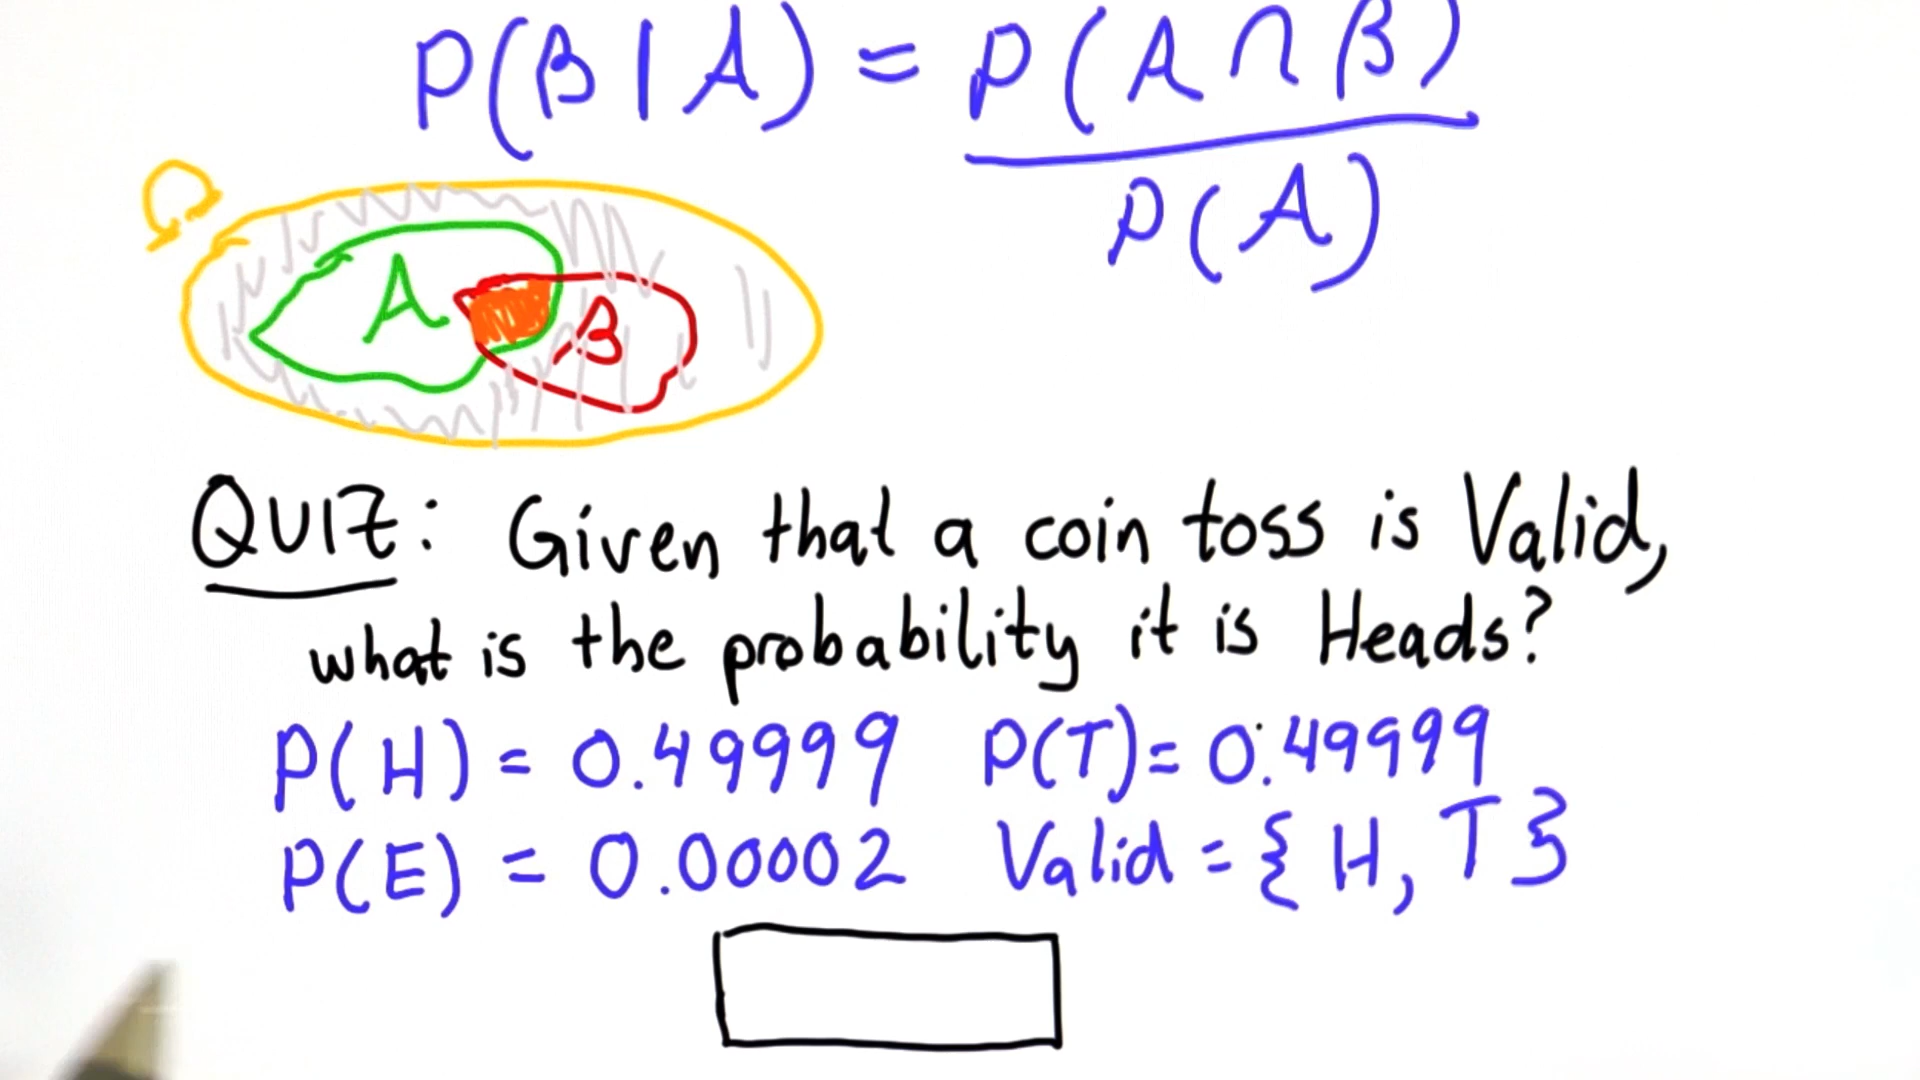 P(B|A) = P(A∩B)
P(A)
Ω
A
B
QUIZ: Given that a coin toss is Valid,
what is the probability it is Heads?
P(H) = 0.49999 P(T) = 0.49999
P(E) = 0.00002 Valid = {H, T}